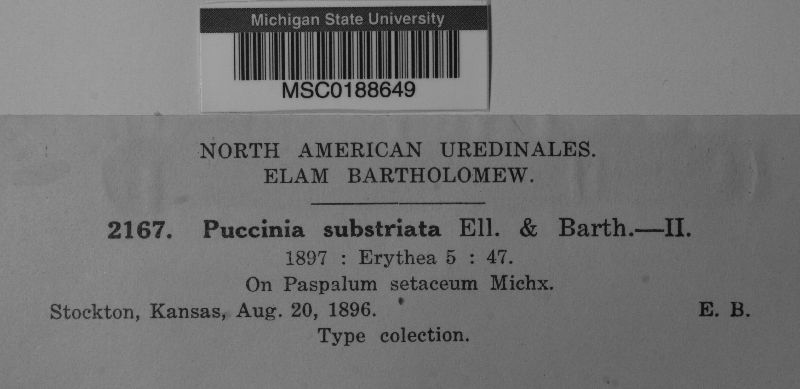 Michigan State University
MSC0188649
NORTH AMERICAN UREDINALES.
ELAM BARTHOLOMEW.
2167. Puccinia substriata Ell. & Barth.—II.
1897 : Erythea 5 : 47.
On Paspalum setaceum Michx.
Stockton, Kansas, Aug. 20, 1896. E. B.
Type colection.